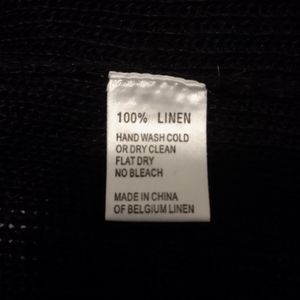 100% LINEN
HAND WASH COLD
OR DRY CLEAN
FLAT DRY
NO BLEACH
MADE IN CHINA
OF BELGIUM LINEN